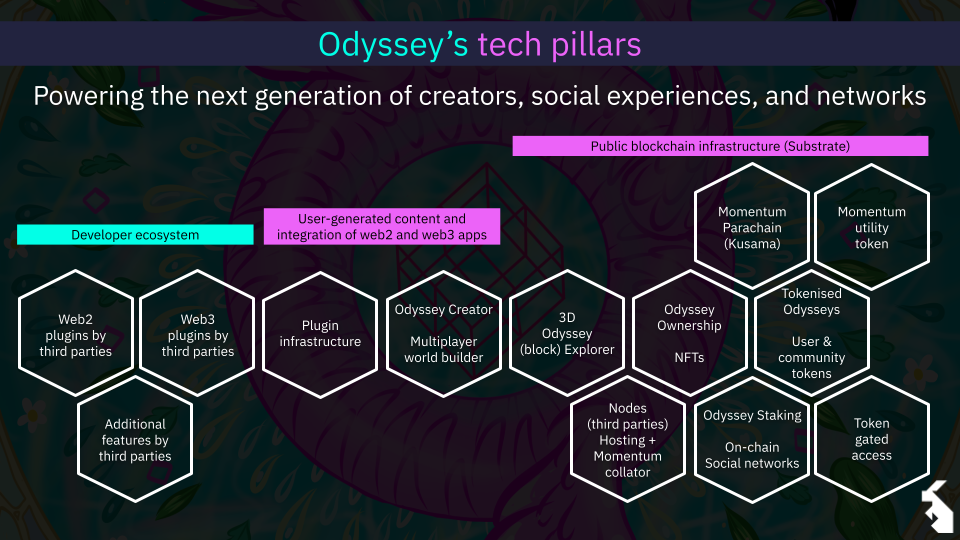 Odyssey’s tech pillars
Powering the next generation of creators, social experiences, and networks
Public blockchain infrastructure (Substrate)
User-generated content and
integration of web2 and web3 apps
Developer ecosystem
Momentum
Parachain
(Kusama)
Momentum
utility
token
Web2
plugins by
third parties
Web3
plugins by
third parties
Plugin
infrastructure
Odyssey Creator
Multiplayer
world builder
3D
Odyssey
(block) Explorer
Odyssey
Ownership
NFTs
Tokenised
Odysseys
User &
community
tokens
Additional
features by
third parties
Nodes
(third parties)
Hosting +
Momentum
collator
Odyssey Staking
On-chain
Social networks
Token
gated
access